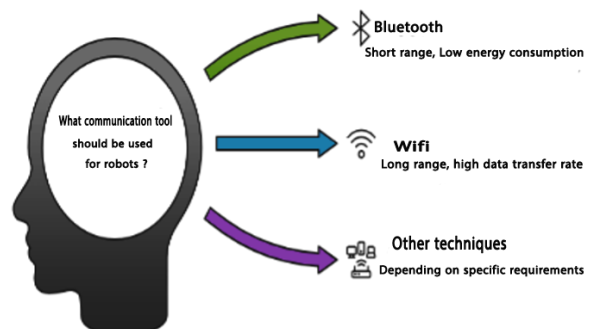 What communication tool
should be used
for robots ?
Bluetooth
Short range, Low energy consumption
Wifi
Long range, high data transfer rate
Other techniques
Depending on specific requirements